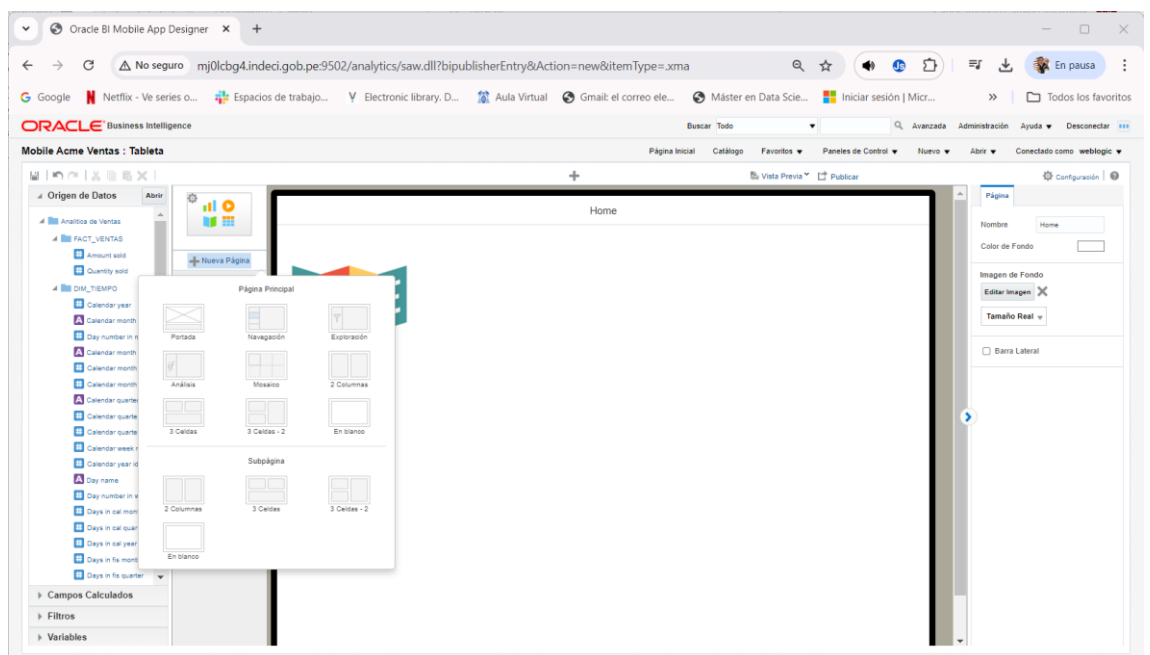 Oracle BI Mobile App Designer
No seguro mj0lcbg4.indeci.gob.pe:9502/analytics/saw.dll?bipublisherEntry&Action=new&itemType=.xma
Js
En pausa
Google Netflix - Ve series o... Espacios de trabajo... Electronic library. D... Aula Virtual Gmail: el correo ele... Máster en Data Scie... Iniciar sesión | Micr... » Todos los favoritos
ORACLE Business Intelligence
Buscar Todo Avanzada Administración Ayuda Desconectar
Mobile Acme Ventas : Tableta
Página Inicial Catálogo Favoritos Paneles de Control Nuevo Abrir Conectado como weblogic
Vista Previa Publicar Configuración
Origen de Datos Abrir
Analitica de Ventas
FACT_VENTAS
Amount sold
Quantity sold
DIM_TIEMPO
Calendar year
Calendar month
Day number in m
Calendar month
Calendar month
Calendar month
Calendar quarter
Calendar quarte
Calendar quarte
Calendar week n
Calendar year id
Day name
Day number in w
Days in cal mon
Days in cal quar
Days in cal year
Days in fis mont
Days in fis quarter
Campos Calculados
Filtros
Variables
Nueva Página
Página Principal
Portada Navegación Exploración
Análisis Mosaico 2 Columnas
3 Celdas 3 Celdas - 2 En blanco
Subpágina
2 Columnas 3 Celdas 3 Celdas - 2
En blanco
Home
Página
Nombre Home
Color de Fondo
Imagen de Fondo
Editar Imagen
Tamaño Real
Barra Lateral